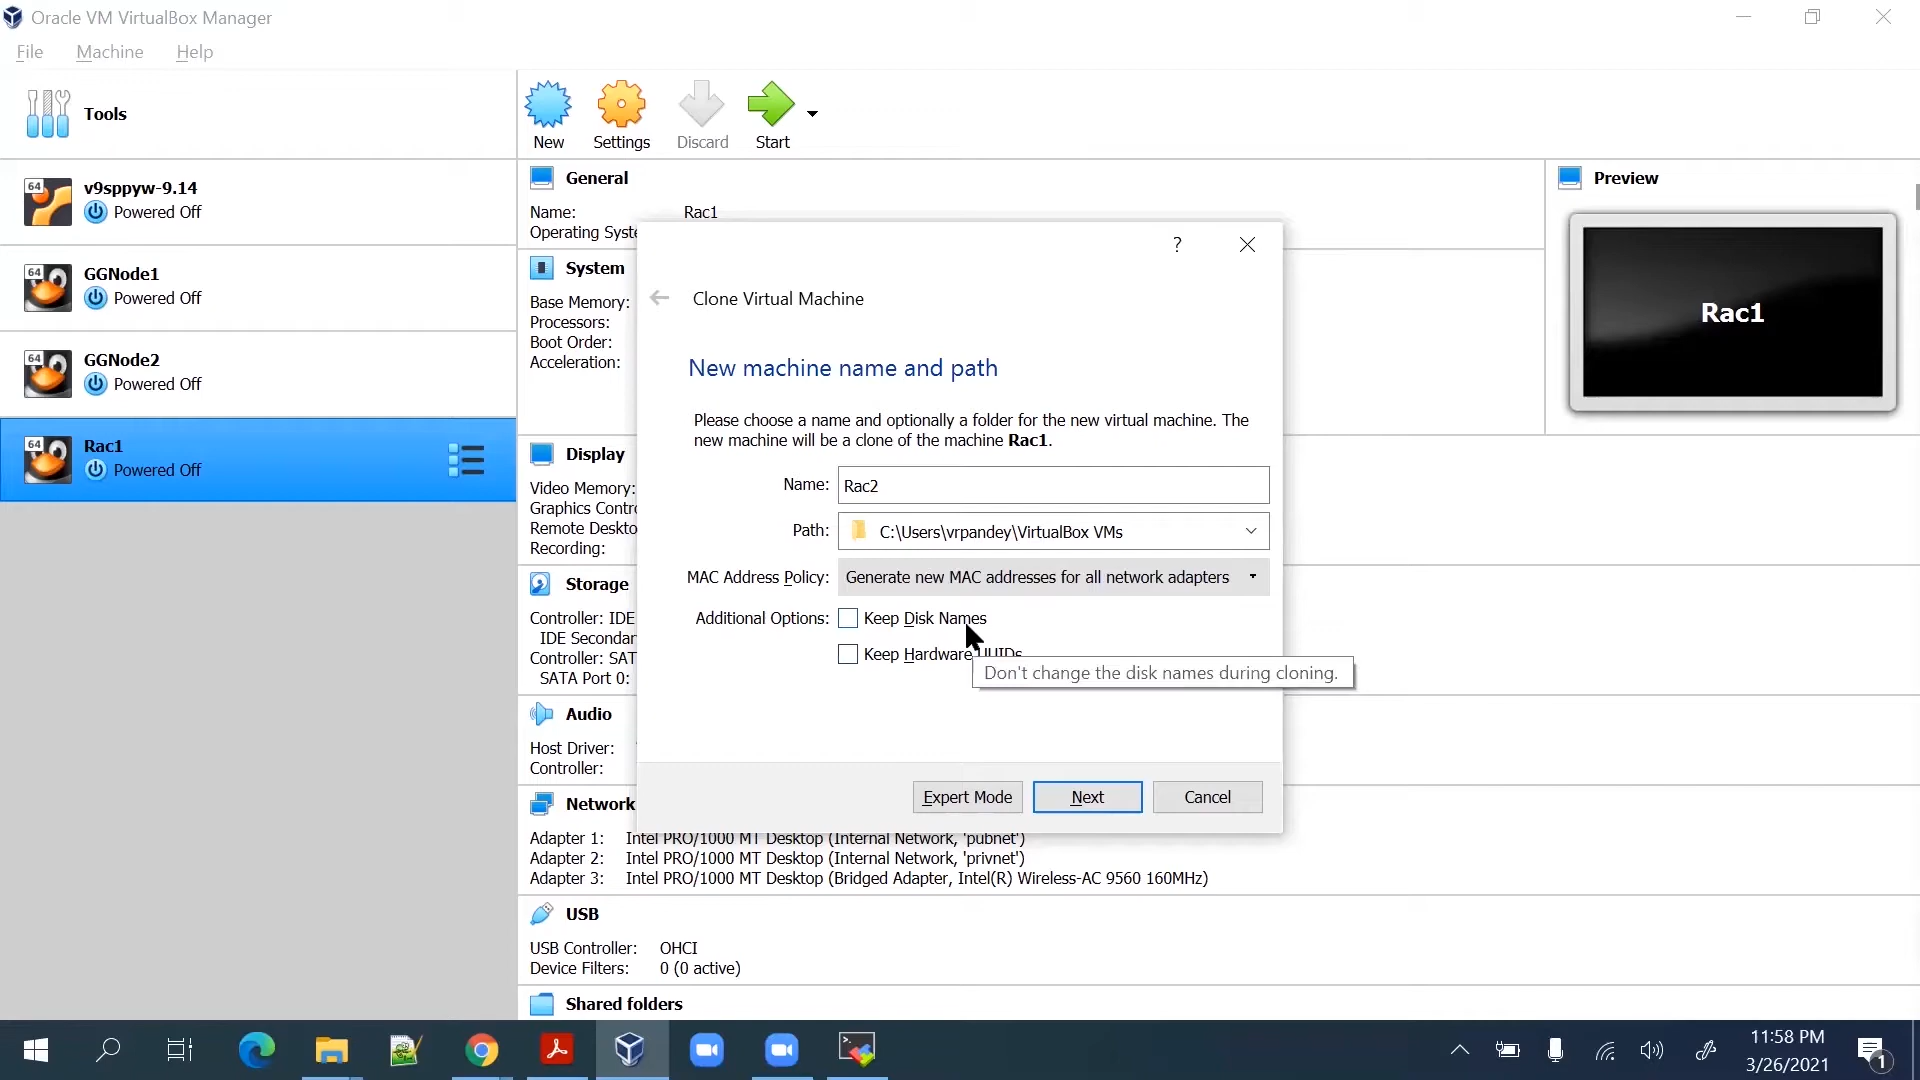 Oracle VM VirtualBox Manager
File Machine Help
Tools
New Settings Discard Start
64 v9sppyw-9.14
Powered Off
64 GGNode1
Powered Off
64 GGNode2
Powered Off
64 Rac1
Powered Off
General
Name: Rac1
Operating Syste
System
Base Memory:
Processors:
Boot Order:
Acceleration:
Display
Video Memory:
Graphics Contr
Remote Deskto
Recording:
Storage
Controller: IDE
IDE Secondar
Controller: SAT
SATA Port 0:
Audio
Host Driver:
Controller:
Network
Adapter 1: Intel PRO/1000 MT Desktop (Internal Network, 'pubnet')
Adapter 2: Intel PRO/1000 MT Desktop (Internal Network, 'privnet')
Adapter 3: Intel PRO/1000 MT Desktop (Bridged Adapter, Intel(R) Wireless-AC 9560 160MHz)
USB
USB Controller: OHCI
Device Filters: 0 (0 active)
Shared folders
Preview
Rac1
?
Clone Virtual Machine
New machine name and path
Please choose a name and optionally a folder for the new virtual machine. The
new machine will be a clone of the machine Rac1.
Name: Rac2
Path: C:\Users\vrpandey\VirtualBox VMs
MAC Address Policy: Generate new MAC addresses for all network adapters
Additional Options: Keep Disk Names
Keep Hardware UUIDs
Don't change the disk names during cloning.
Expert Mode Next Cancel
11:58 PM
3/26/2021
1